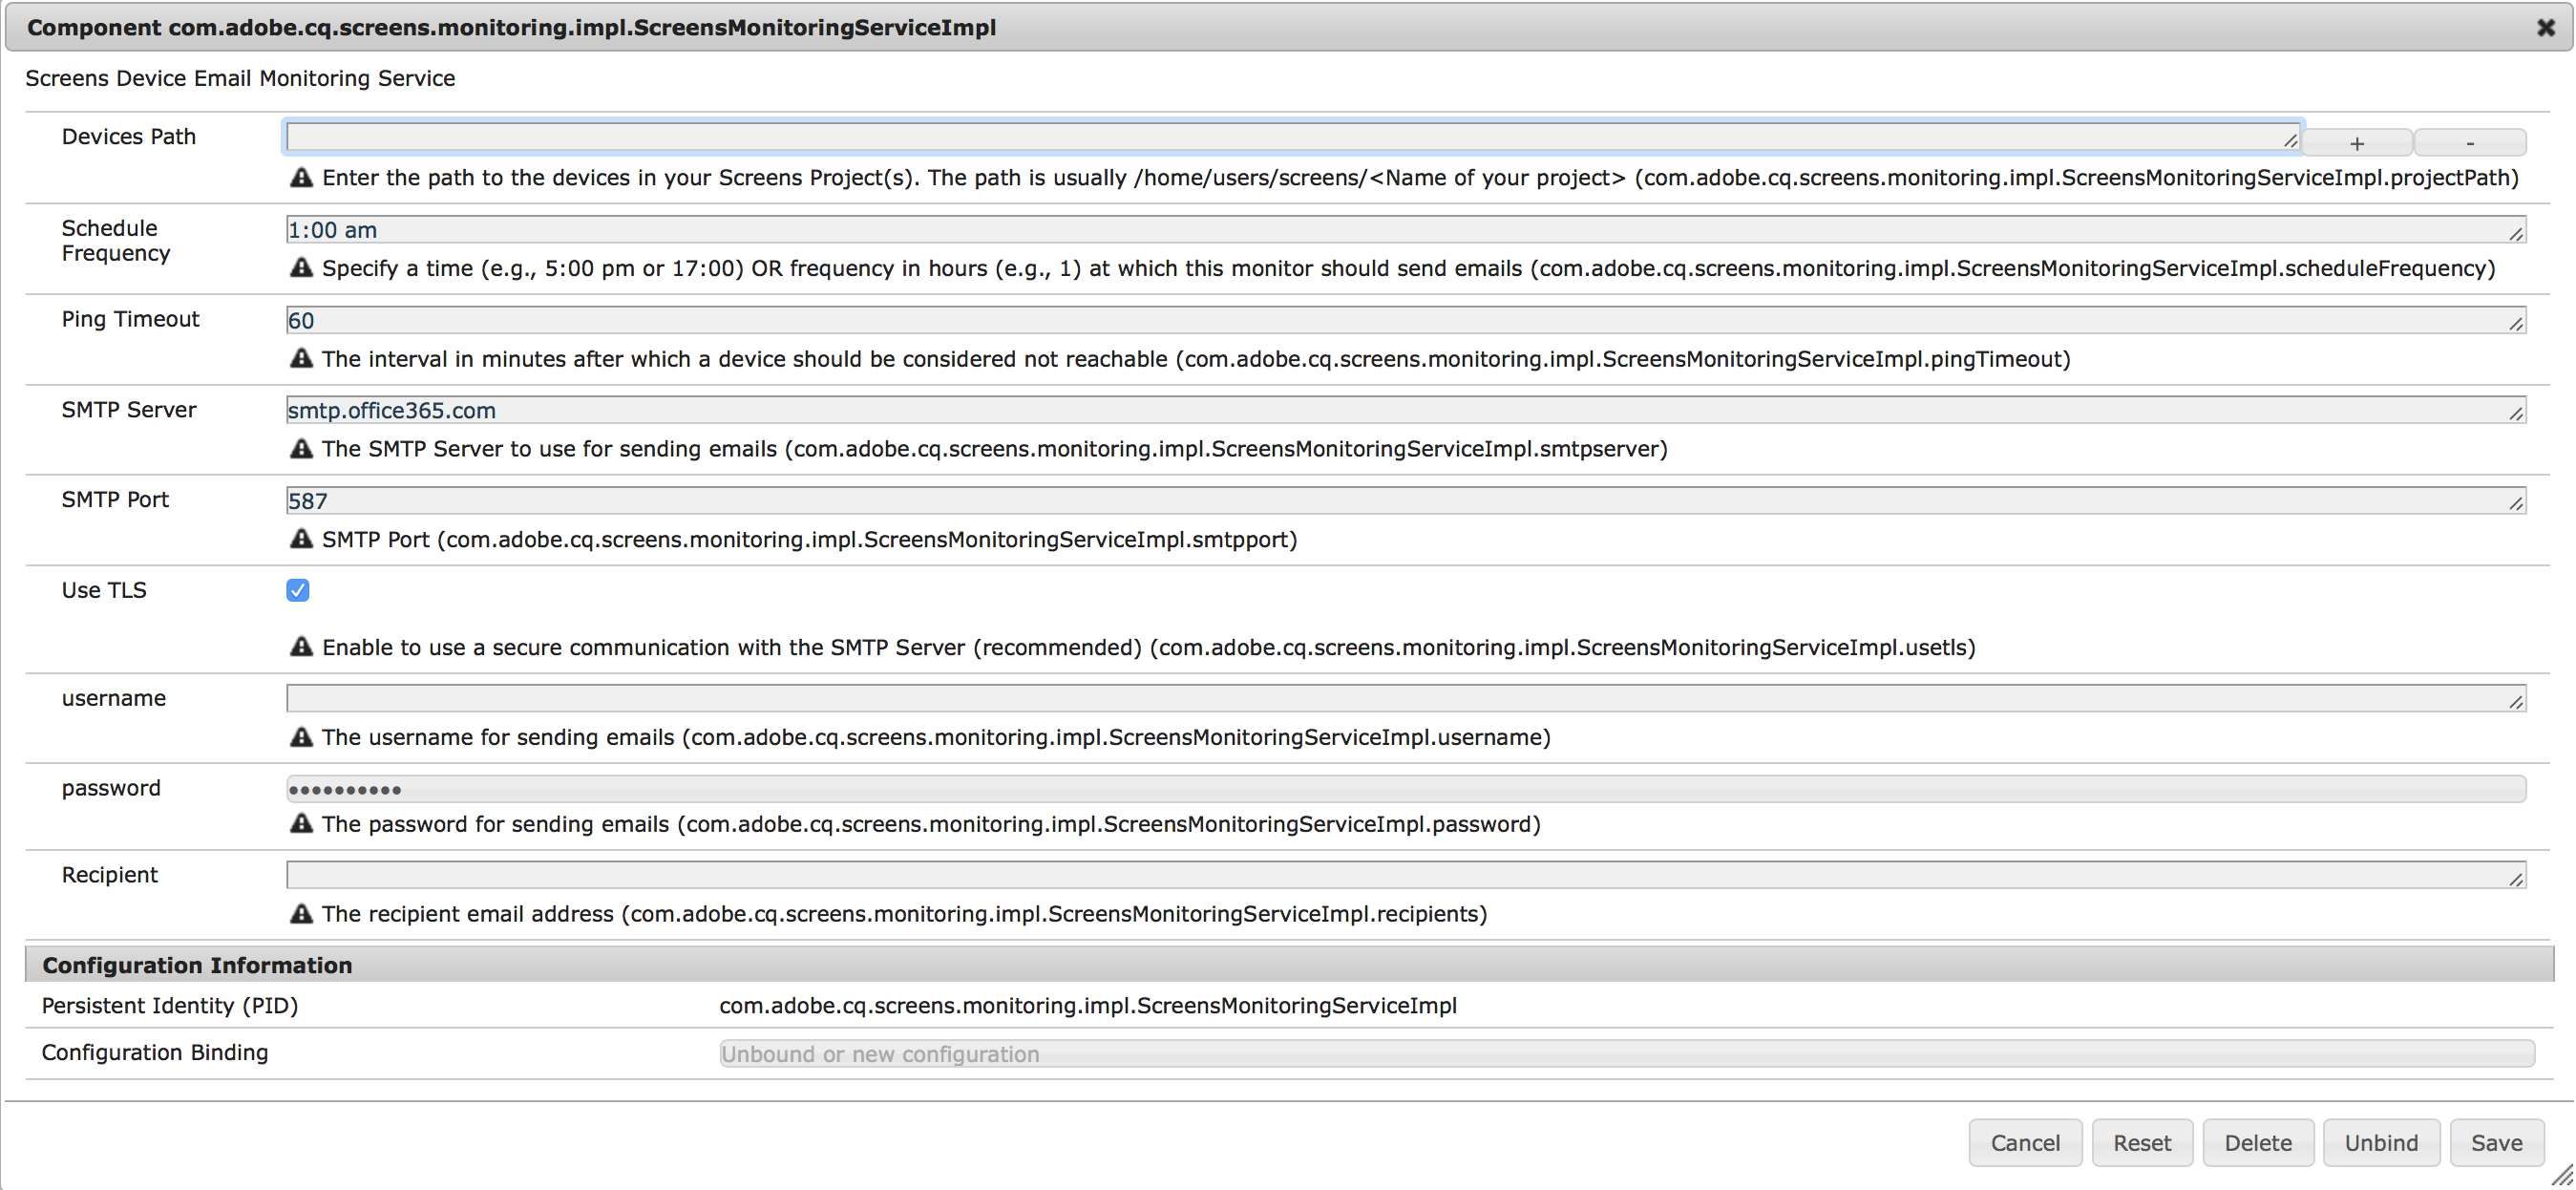 Component com.adobe.cq.screens.monitoring.impl.ScreensMonitoringServiceImpl
Screens Device Email Monitoring Service
Devices Path
+ -
Enter the path to the devices in your Screens Project(s). The path is usually /home/users/screens/<Name of your project> (com.adobe.cq.screens.monitoring.impl.ScreensMonitoringServiceImpl.projectPath)
Schedule Frequency 1:00 am
Specify a time (e.g., 5:00 pm or 17:00) OR frequency in hours (e.g., 1) at which this monitor should send emails (com.adobe.cq.screens.monitoring.impl.ScreensMonitoringServiceImpl.scheduleFrequency)
Ping Timeout 60
The interval in minutes after which a device should be considered not reachable (com.adobe.cq.screens.monitoring.impl.ScreensMonitoringServiceImpl.pingTimeout)
SMTP Server smtp.office365.com
The SMTP Server to use for sending emails (com.adobe.cq.screens.monitoring.impl.ScreensMonitoringServiceImpl.smtpserver)
SMTP Port 587
SMTP Port (com.adobe.cq.screens.monitoring.impl.ScreensMonitoringServiceImpl.smtpport)
Use TLS
Enable to use a secure communication with the SMTP Server (recommended) (com.adobe.cq.screens.monitoring.impl.ScreensMonitoringServiceImpl.usetls)
username
The username for sending emails (com.adobe.cq.screens.monitoring.impl.ScreensMonitoringServiceImpl.username)
password ••••••••••
The password for sending emails (com.adobe.cq.screens.monitoring.impl.ScreensMonitoringServiceImpl.password)
Recipient
The recipient email address (com.adobe.cq.screens.monitoring.impl.ScreensMonitoringServiceImpl.recipients)
Configuration Information
Persistent Identity (PID) com.adobe.cq.screens.monitoring.impl.ScreensMonitoringServiceImpl
Configuration Binding Unbound or new configuration
Cancel Reset Delete Unbind Save